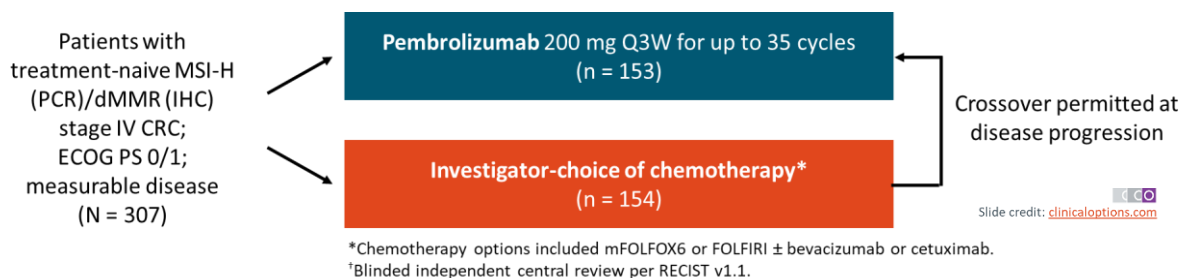 Patients with
treatment-naive MSI-H
(PCR)/dMMR (IHC)
stage IV CRC;
ECOG PS 0/1;
measurable disease
(N = 307)
Pembrolizumab 200 mg Q3W for up to 35 cycles
(n = 153)
Investigator-choice of chemotherapy*
(n = 154)
Crossover permitted at
disease progression
CCO
Slide credit: clinicaloptions.com
*Chemotherapy options included mFOLFOX6 or FOLFIRI ± bevacizumab or cetuximab.
†Blinded independent central review per RECIST v1.1.